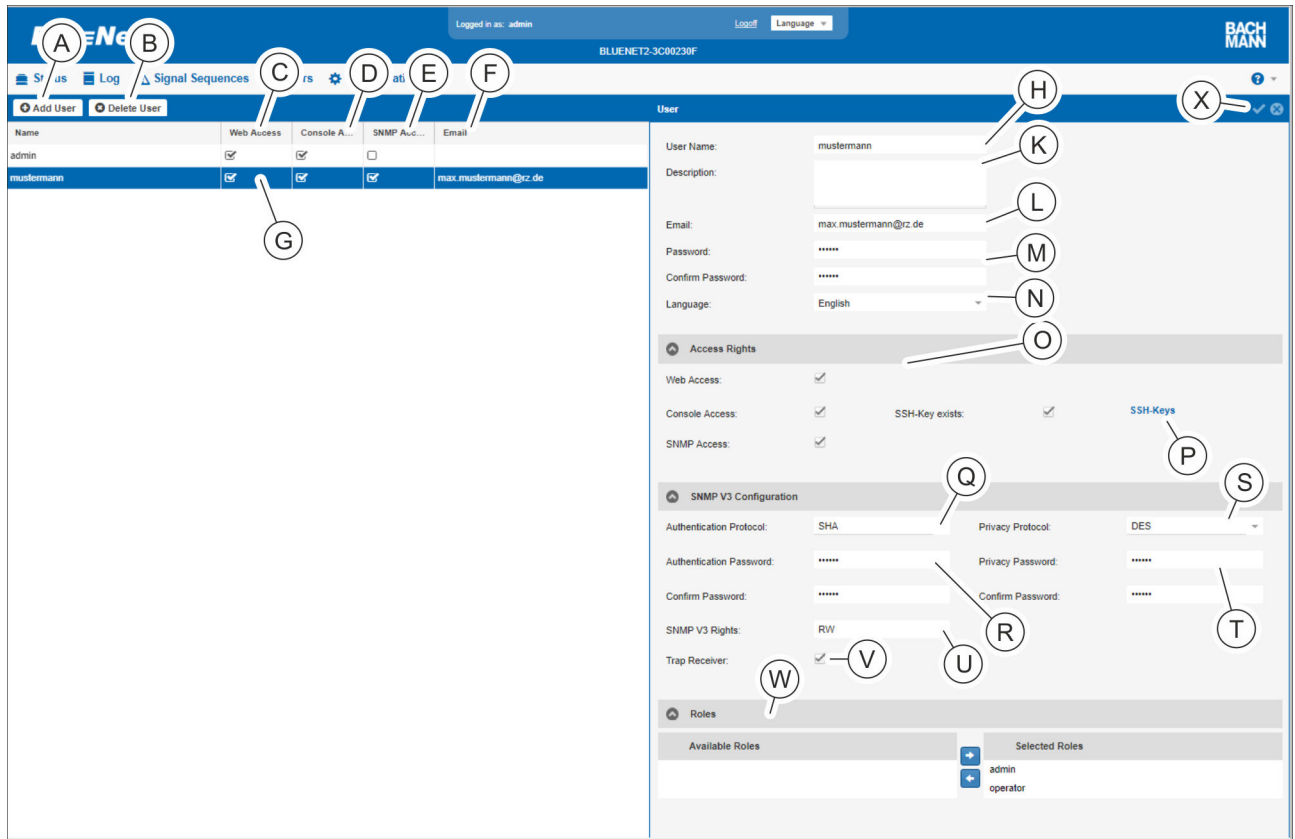 Logged in as: admin
Logoff
Language
BACH
MANN
BLUENET2-3C00230F
A
B
C
D
E
F
Log
Signal Sequences
H
X
Add User
Delete User
User
Name
Web Access
Console A...
SNMP Acc...
Email
User Name:
mustermann
K
admin
Description:
mustermann
max.mustermann@rz.de
L
G
Email:
max.mustermann@rz.de
Password:
••••••
M
Confirm Password:
••••••
Language:
English
N
Access Rights
O
Web Access:
Console Access:
SSH-Key exists:
SSH-Keys
SNMP Access:
P
Q
S
SNMP V3 Configuration
Authentication Protocol:
SHA
Privacy Protocol:
DES
Authentication Password:
••••••
Privacy Password:
••••••
Confirm Password:
••••••
Confirm Password:
••••••
SNMP V3 Rights:
RW
R
T
Trap Receiver:
V
U
W
Roles
Available Roles
Selected Roles
admin
operator